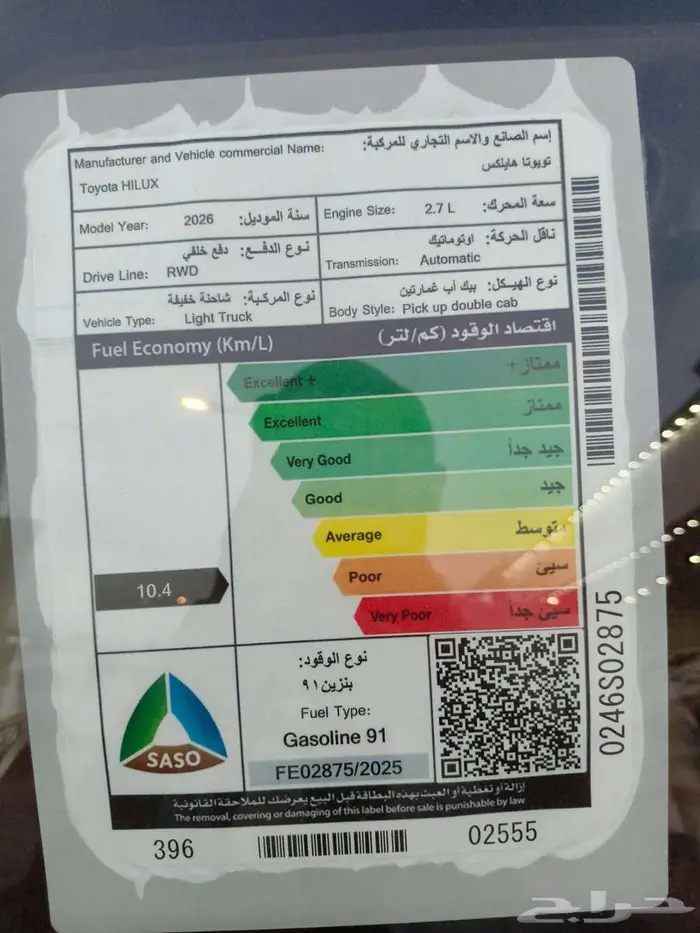 Manufacturer and Vehicle commercial Name: إسم الصانع والاسم التجاري للمركبة:
Toyota HILUX تويوتا هايلكس
Model Year: 2026 سنة الموديل:
Engine Size: 2.7 L سعة المحرك:
Drive Line: RWD نوع الدفــع: دفع خلفي
Transmission: Automatic ناقل الحركة: اوتوماتيك
Vehicle Type: Light Truck نوع المركبة: شاحنة خفيفة
Body Style: Pick up double cab نوع الهيكل: بيك أب غمارتين
Fuel Economy (Km/L) اقتصاد الوقود (كم/لتر)
Excellent + ممتاز+
Excellent ممتاز
Very Good جيد جداً
Good جيد
Average متوسط
Poor سيئ
Very Poor سيئ جداً
10.4
SASO
نوع الوقود:
بنزين ٩١
Fuel Type:
Gasoline 91
FE02875/2025
إزالة أو تغطية أو العبث بهذه البطاقة قبل البيع يعرضك للملاحقة القانونية
The removal, covering or damaging of this label before sale is punishable by law
396
02555
0246S02875
حراج